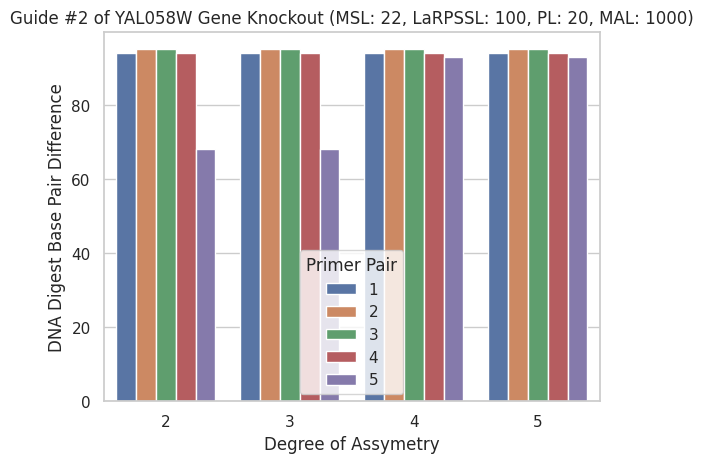 Guide #2 of YAL058W Gene Knockout (MSL: 22, LaRPSSL: 100, PL: 20, MAL: 1000)
DNA Digest Base Pair Difference
80
60
40
20
0
Primer Pair
1
2
3
4
5
2 3 4 5
Degree of Assymetry